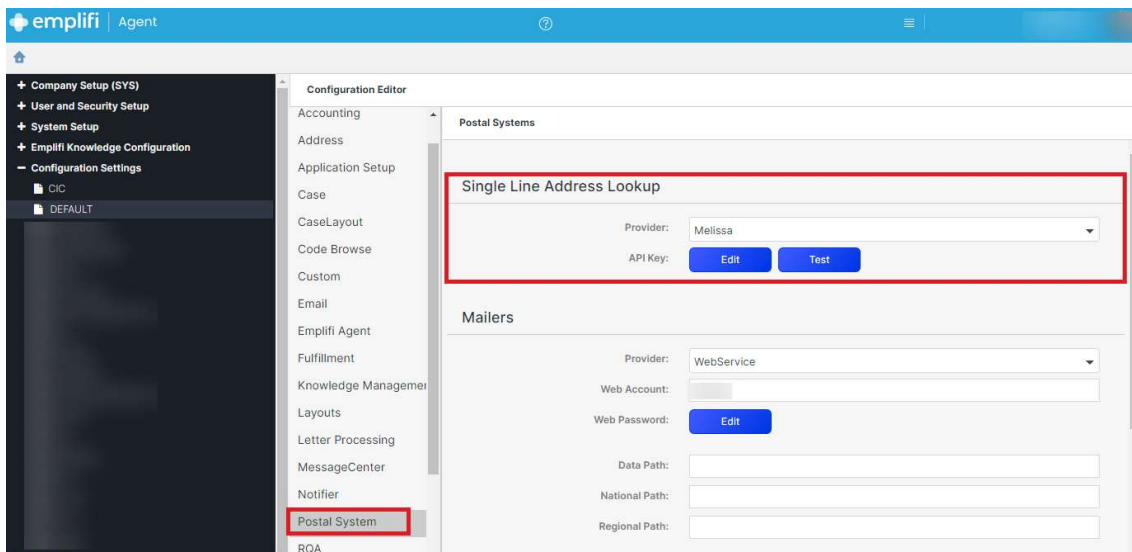 emplifi Agent
Company Setup (SYS)
User and Security Setup
System Setup
Emplifi Knowledge Configuration
Configuration Settings
CIC
DEFAULT
Configuration Editor
Accounting
Address
Application Setup
Case
CaseLayout
Code Browse
Custom
Email
Emplifi Agent
Fulfillment
Knowledge Managemer
Layouts
Letter Processing
MessageCenter
Notifier
Postal System
RQA
Postal Systems
Single Line Address Lookup
Provider: Melissa
API Key: Edit Test
Mailers
Provider: WebService
Web Account:
Web Password: Edit
Data Path:
National Path:
Regional Path: